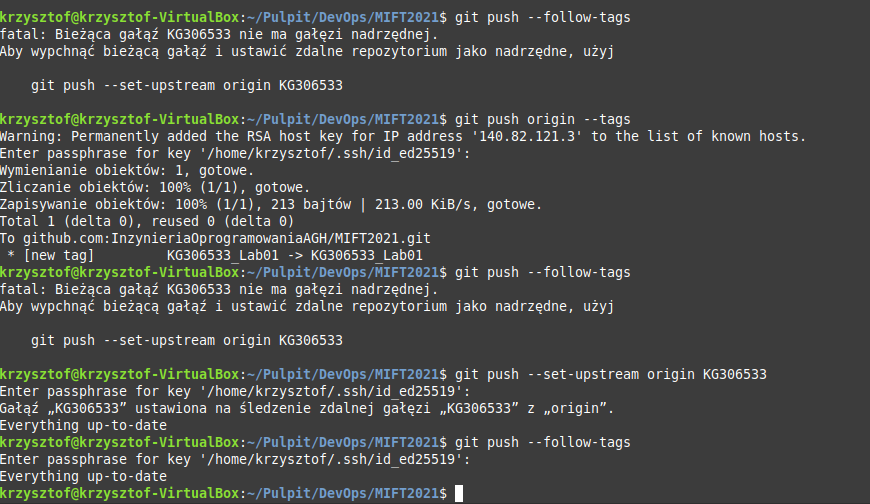 krzysztof@krzysztof-VirtualBox:~/Pulpit/DevOps/MIFT2021$ git push --follow-tags
fatal: Bieżąca gałąź KG306533 nie ma gałęzi nadrzędnej.
Aby wypchnąć bieżącą gałąź i ustawić zdalne repozytorium jako nadrzędne, użyj
git push --set-upstream origin KG306533
krzysztof@krzysztof-VirtualBox:~/Pulpit/DevOps/MIFT2021$ git push origin --tags
Warning: Permanently added the RSA host key for IP address '140.82.121.3' to the list of known hosts.
Enter passphrase for key '/home/krzysztof/.ssh/id_ed25519':
Wymienianie obiektów: 1, gotowe.
Zliczanie obiektów: 100% (1/1), gotowe.
Zapisywanie obiektów: 100% (1/1), 213 bajtów | 213.00 KiB/s, gotowe.
Total 1 (delta 0), reused 0 (delta 0)
To github.com:InzynieriaOprogramowaniaAGH/MIFT2021.git
* [new tag]         KG306533_Lab01 -> KG306533_Lab01
krzysztof@krzysztof-VirtualBox:~/Pulpit/DevOps/MIFT2021$ git push --follow-tags
fatal: Bieżąca gałąź KG306533 nie ma gałęzi nadrzędnej.
Aby wypchnąć bieżącą gałąź i ustawić zdalne repozytorium jako nadrzędne, użyj
git push --set-upstream origin KG306533
krzysztof@krzysztof-VirtualBox:~/Pulpit/DevOps/MIFT2021$ git push --set-upstream origin KG306533
Enter passphrase for key '/home/krzysztof/.ssh/id_ed25519':
Gałąź „KG306533” ustawiona na śledzenie zdalnej gałęzi „KG306533” z „origin”.
Everything up-to-date
krzysztof@krzysztof-VirtualBox:~/Pulpit/DevOps/MIFT2021$ git push --follow-tags
Enter passphrase for key '/home/krzysztof/.ssh/id_ed25519':
Everything up-to-date
krzysztof@krzysztof-VirtualBox:~/Pulpit/DevOps/MIFT2021$